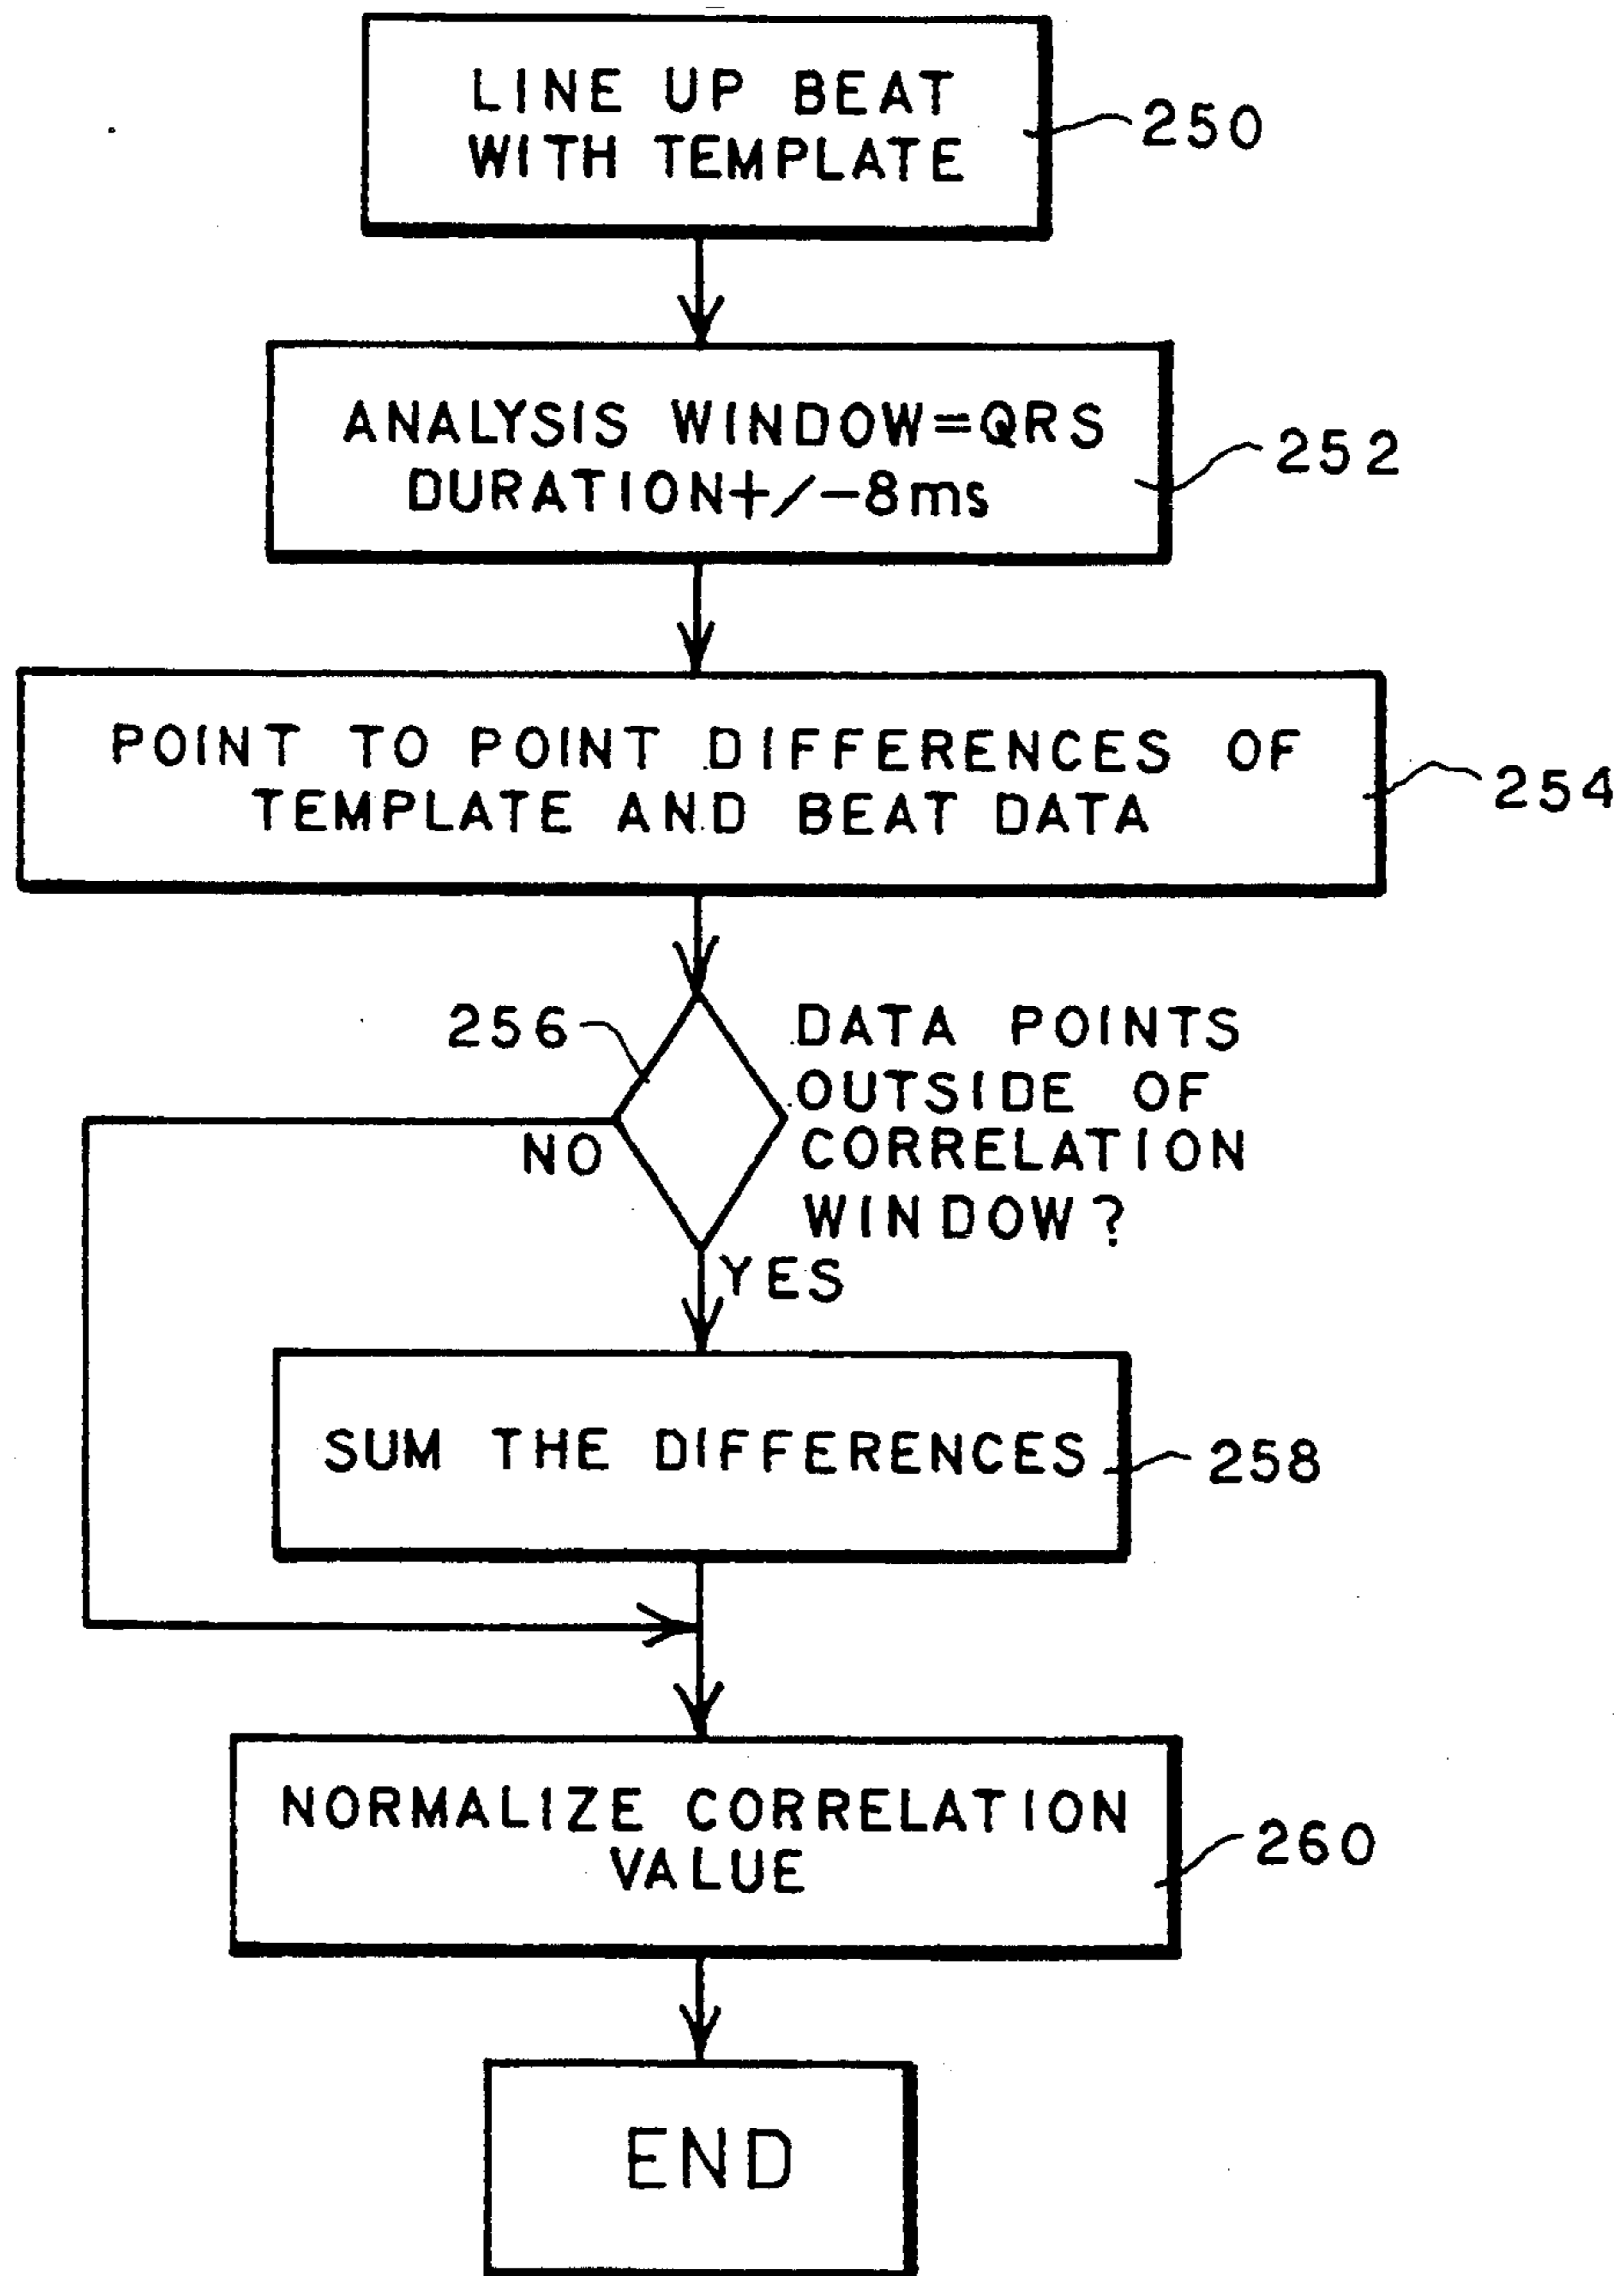 LINE UP BEAT
WITH TEMPLATE
250
ANALYSIS WINDOW=QRS
DURATION+/-8ms
252
POINT TO POINT DIFFERENCES OF
TEMPLATE AND BEAT DATA
254
256
DATA POINTS
OUTSIDE OF
CORRELATION
WINDOW?
NO
YES
SUM THE DIFFERENCES
258
NORMALIZE CORRELATION
VALUE
260
END